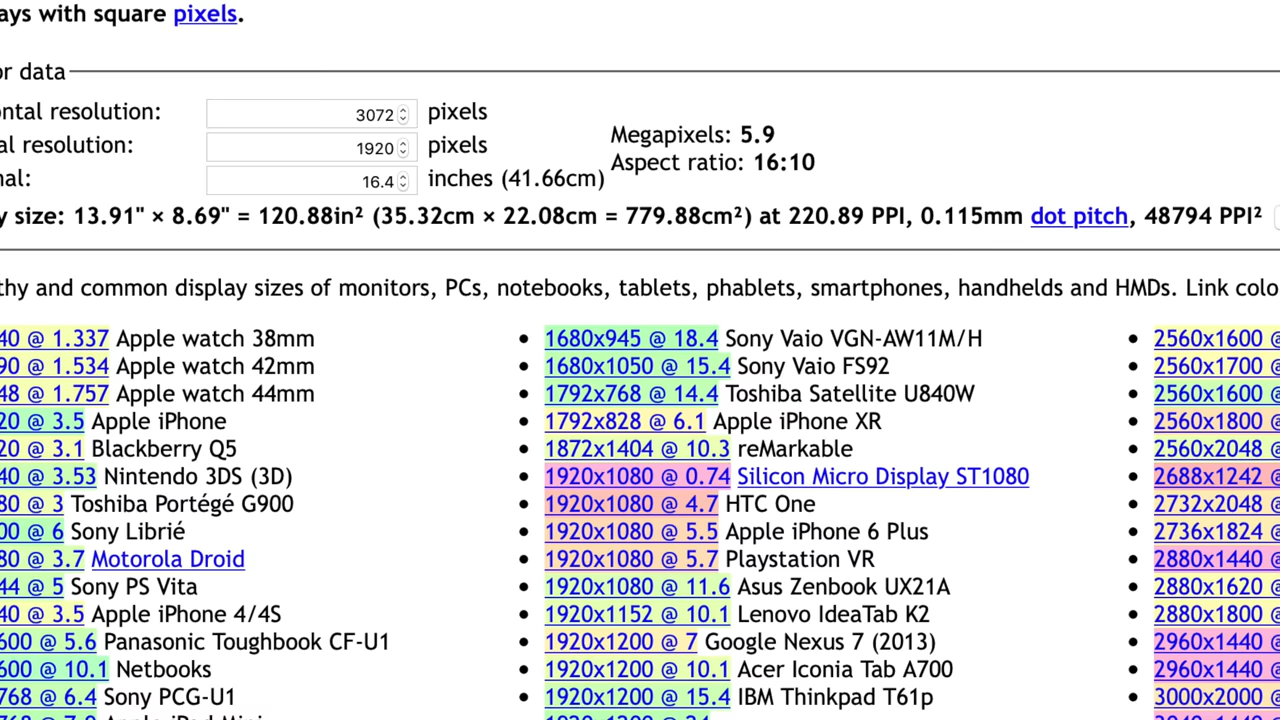 ays with square pixels.
or data
ontal resolution: 3072 pixels
al resolution: 1920 pixels
nal: 16.4 inches (41.66cm)
Megapixels: 5.9
Aspect ratio: 16:10
y size: 13.91" × 8.69" = 120.88in² (35.32cm × 22.08cm = 779.88cm²) at 220.89 PPI, 0.115mm dot pitch, 48794 PPI²
thy and common display sizes of monitors, PCs, notebooks, tablets, phablets, smartphones, handhelds and HMDs. Link colo
40 @ 1.337 Apple watch 38mm
90 @ 1.534 Apple watch 42mm
48 @ 1.757 Apple watch 44mm
20 @ 3.5 Apple iPhone
20 @ 3.1 Blackberry Q5
40 @ 3.53 Nintendo 3DS (3D)
80 @ 3 Toshiba Portégé G900
00 @ 6 Sony Librié
80 @ 3.7 Motorola Droid
44 @ 5 Sony PS Vita
40 @ 3.5 Apple iPhone 4/4S
600 @ 5.6 Panasonic Toughbook CF-U1
600 @ 10.1 Netbooks
768 @ 6.4 Sony PCG-U1
768 @ 7.9 Apple iPad Mini
• 1680x945 @ 18.4 Sony Vaio VGN-AW11M/H
• 1680x1050 @ 15.4 Sony Vaio FS92
• 1792x768 @ 14.4 Toshiba Satellite U840W
• 1792x828 @ 6.1 Apple iPhone XR
• 1872x1404 @ 10.3 reMarkable
• 1920x1080 @ 0.74 Silicon Micro Display ST1080
• 1920x1080 @ 4.7 HTC One
• 1920x1080 @ 5.5 Apple iPhone 6 Plus
• 1920x1080 @ 5.7 Playstation VR
• 1920x1080 @ 11.6 Asus Zenbook UX21A
• 1920x1152 @ 10.1 Lenovo IdeaTab K2
• 1920x1200 @ 7 Google Nexus 7 (2013)
• 1920x1200 @ 10.1 Acer Iconia Tab A700
• 1920x1200 @ 15.4 IBM Thinkpad T61p
1920x1200 @ 24
• 2560x1600 @
• 2560x1700 @
• 2560x1600 @
• 2560x1800 @
• 2560x2048 @
• 2688x1242 @
• 2732x2048 @
• 2736x1824 @
• 2880x1440 @
• 2880x1620 @
• 2880x1800 @
• 2960x1440 @
• 2960x1440 @
• 3000x2000 @